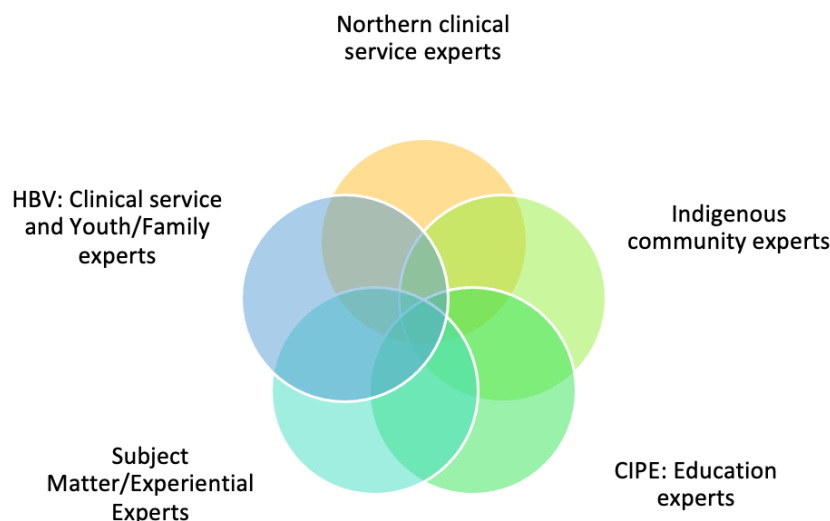 Northern clinical
service experts
HBV: Clinical service
and Youth/Family
experts
Indigenous
community experts
Subject
Matter/Experiential
Experts
CIPE: Education
experts